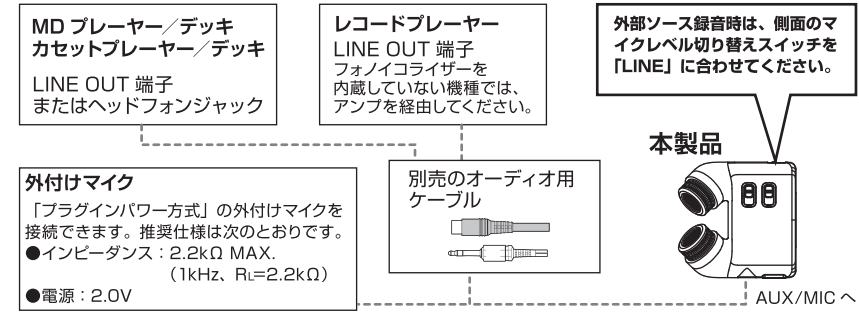 MD プレーヤー／デッキ
カセットプレーヤー／デッキ
LINE OUT 端子
またはヘッドフォンジャック
レコードプレーヤー
LINE OUT 端子
フォノイコライザーを
内蔵していない機種では、
アンプを経由してください。
外部ソース録音時は、側面のマ
イクレベル切り替えスイッチを
「LINE」に合わせてください。
本製品
外付けマイク
「プラグインパワー方式」の外付けマイクを
接続できます。推奨仕様は次のとおりです。
●インピーダンス：2.2kΩ MAX.
（1kHz、RL=2.2kΩ）
●電源：2.0V
別売のオーディオ用
ケーブル
AUX/MIC へ